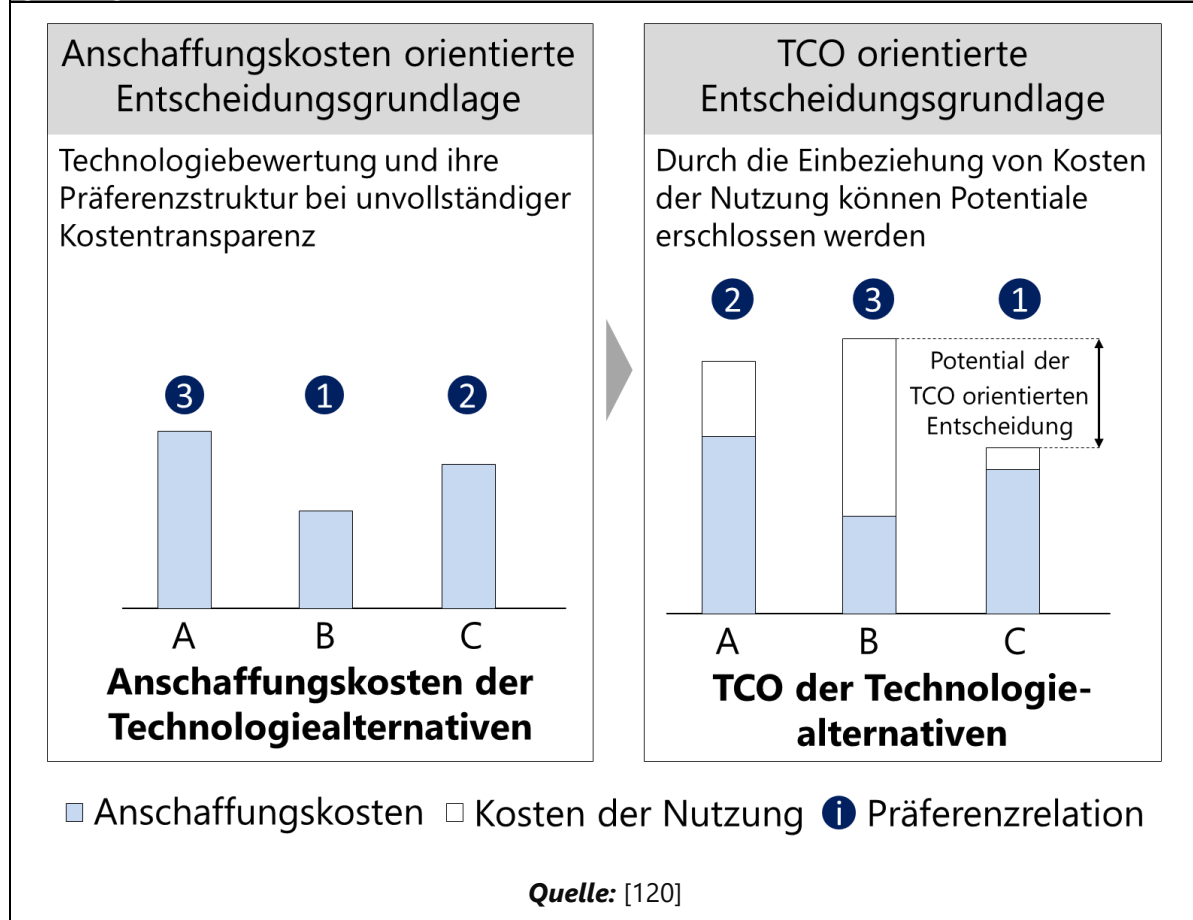 Anschaffungskosten orientierte
Entscheidungsgrundlage
Technologiebewertung und ihre
Präferenzstruktur bei unvollständiger
Kostentransparenz
3
1
2
A
B
C
Anschaffungskosten der
Technologiealternativen
TCO orientierte
Entscheidungsgrundlage
Durch die Einbeziehung von Kosten
der Nutzung können Potentiale
erschlossen werden
2
3
1
Potential der
TCO orientierten
Entscheidung
A
B
C
TCO der Technologie-
alternativen
Anschaffungskosten
Kosten der Nutzung
i Präferenzrelation
Quelle: [120]